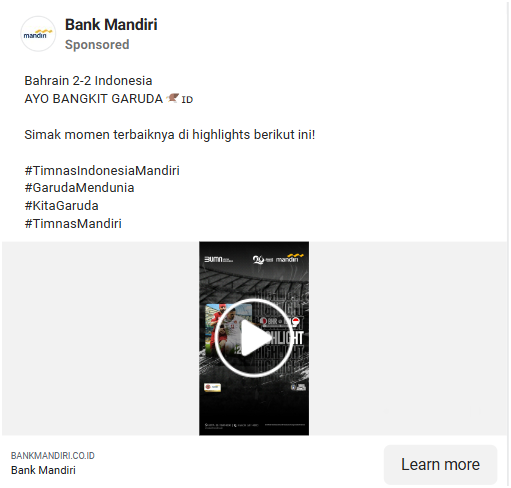 mandiri
Bank Mandiri
Sponsored
Bahrain 2-2 Indonesia
AYO BANGKIT GARUDA 🦅 ID
Simak momen terbaiknya di highlights berikut ini!
#TimnasIndonesiaMandiri
#GarudaMendunia
#KitaGaruda
#TimnasMandiri
BUMN
mandiri
HIGHLIGHT
BANKMANDIRI.CO.ID
Bank Mandiri
Learn more